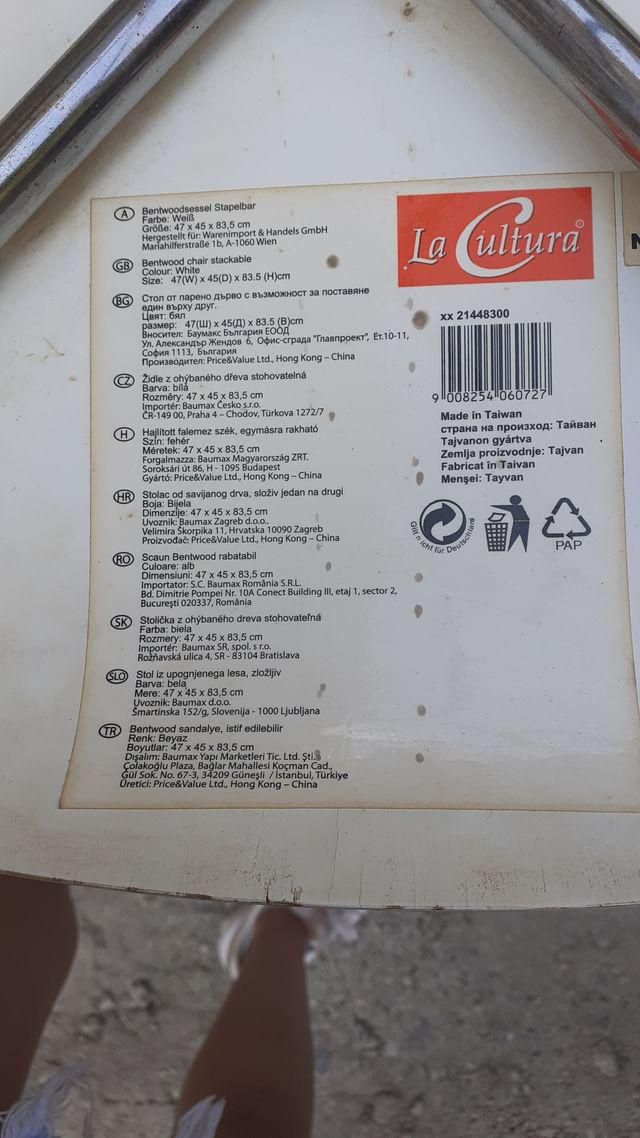 A
Bentwoodsessel Stapelbar
Farbe: Weiß
Größe: 47 x 45 x 83,5 cm
Hergestellt für: Warenimport & Handels GmbH
Mariahilferstraße 1b, A-1060 Wien
GB
Bentwood chair stackable
Colour: White
Size: 47(W) x 45(D) x 83.5 (H)cm
BG
Стол от парено дърво с възможност за поставяне
един върху друг.
Цвят: бял
размер: 47(Ш) x 45(Д) x 83.5 (В)cm
Вносител: Баумакс България ЕООД
Ул. Александър Жендов 6, Офис-сграда "Главпроект", Ет.10-11,
София 1113, България
Производител: Price&Value Ltd., Hong Kong – China
CZ
Židle z ohýbaného dřeva stohovatelná
Barva: bílá
Rozměry: 47 x 45 x 83,5 cm
Importér: Baumax Česko s.r.o.
ČR-149 00, Praha 4 – Chodov, Türkova 1272/7
H
Hajlított falemez szék, egymásra rakható
Szín: fehér
Méretek: 47 x 45 x 83,5 cm
Forgalmazza: Baumax Magyarország ZRT.
Soroksári út 86, H - 1095 Budapest
Gyártó: Price&Value Ltd., Hong Kong – China
HR
Stolac od savijanog drva, složiv jedan na drugi
Boja: Bijela
Dimenzije: 47 x 45 x 83,5 cm
Uvoznik: Baumax Zagreb d.o.o.
Velimira Škorpika 11, Hrvatska 10090 Zagreb
Proizvođač: Price&Value Ltd., Hong Kong – China
RO
Scaun Bentwood rabatabil
Culoare: alb
Dimensiuni: 47 x 45 x 83,5 cm
Importator: S.C. Baumax România S.R.L.
Bd. Dimitrie Pompei Nr. 10A Conect Building III, etaj 1, sector 2,
Bucureşti 020337, România
SK
Stolička z ohýbaného dreva stohovateľná
Farba: biela
Rozmery: 47 x 45 x 83,5 cm
Importér: Baumax SR, spol. s r.o.
Rožňavská ulica 4, SR - 83104 Bratislava
SLO
Stol iz upognjenega lesa, zložljiv
Barva: bela
Mere: 47 x 45 x 83,5 cm
Uvoznik: Baumax d.o.o.
Šmartinska 152/g, Slovenija - 1000 Ljubljana
TR
Bentwood sandalye, istif edilebilir
Renk: Beyaz
Boyutlar: 47 x 45 x 83,5 cm
Dışalım: Baumax Yapı Marketleri Tic. Ltd. Şti.
Çolakoğlu Plaza, Bağlar Mahallesi Koçman Cad.,
Gül Sok. No. 67-3, 34209 Güneşli / İstanbul, Türkiye
Üretici: Price&Value Ltd., Hong Kong – China
La Cultura®
xx 21448300
9 008254 060727
Made in Taiwan
страна на произход: Тайван
Tajvanon gyártva
Zemlja proizvodnje: Tajvan
Fabricat în Taivan
Menşei: Tayvan
Gilt nicht für Deutschland
PAP